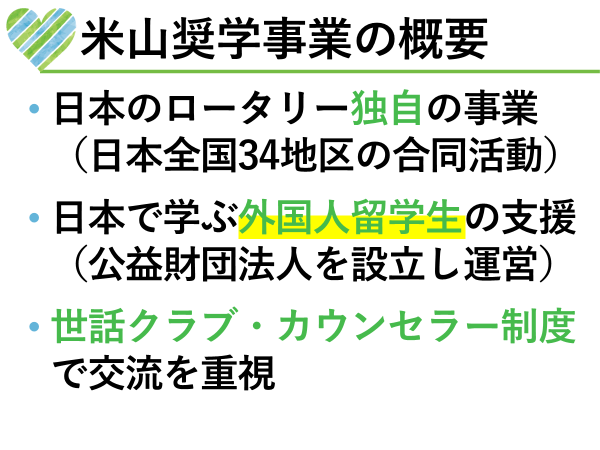 米山奨学事業の概要
・日本のロータリー独自の事業
（日本全国34地区の合同活動）
・日本で学ぶ外国人留学生の支援
（公益財団法人を設立し運営）
・世話クラブ・カウンセラー制度
で交流を重視